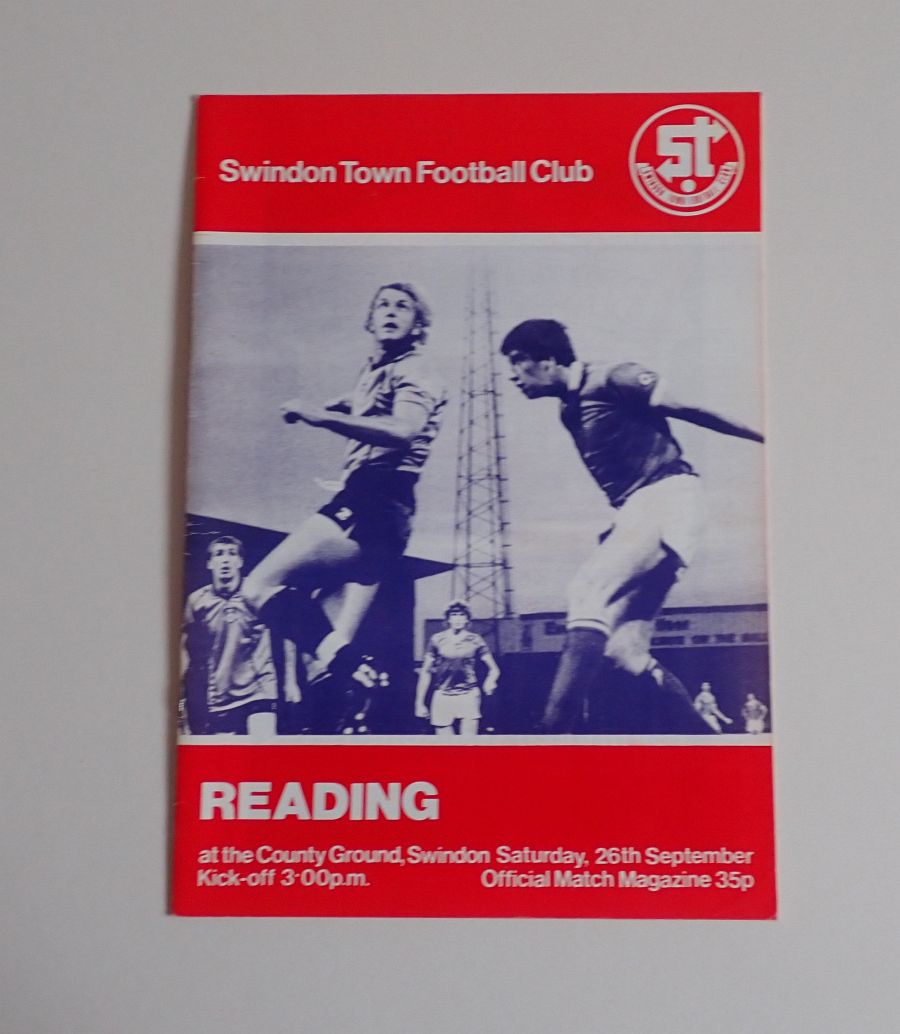 Swindon Town Football Club
st
READING
at the County Ground, Swindon Saturday, 26th September
Kick-off 3·00p.m. Official Match Magazine 35p